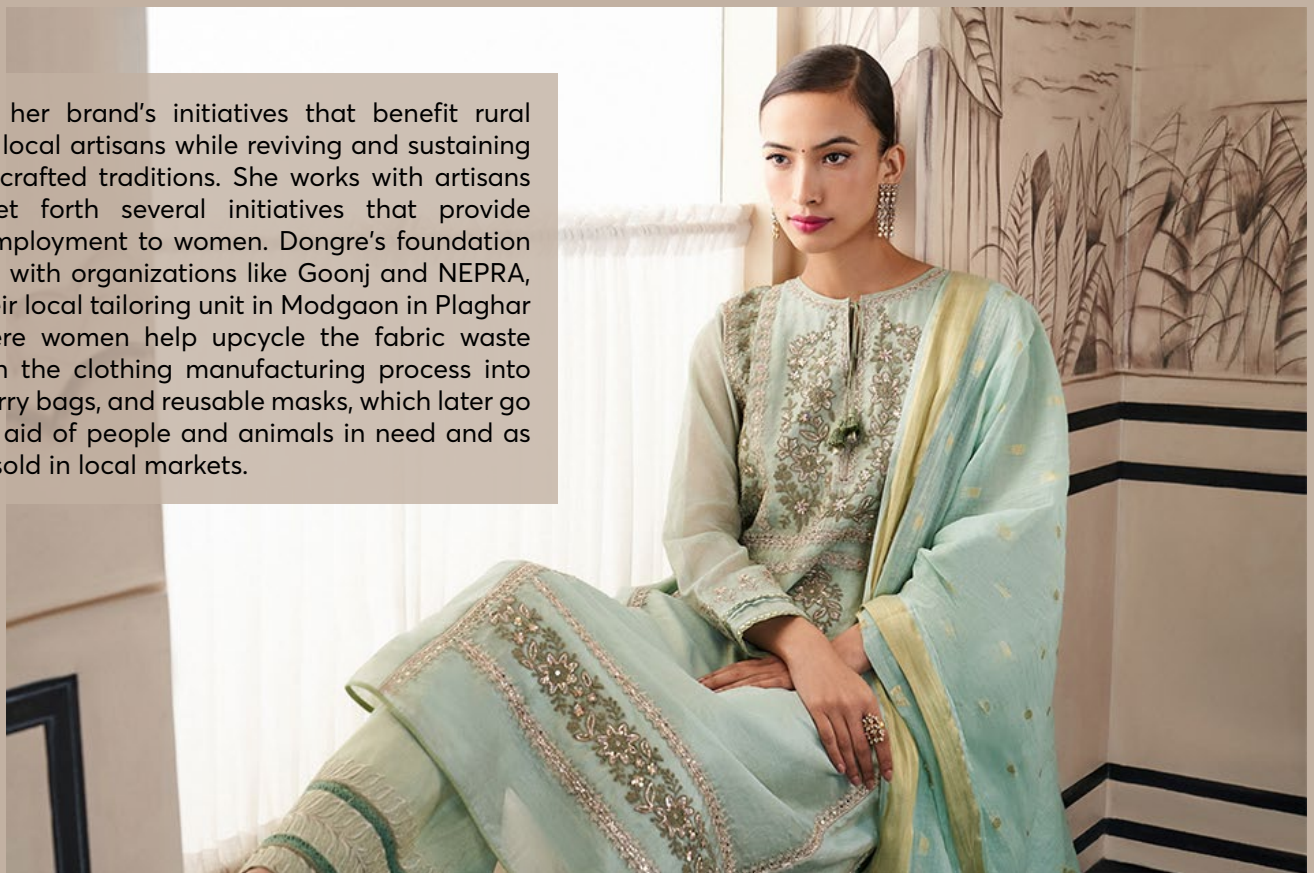 her brand's initiatives that benefit rural
local artisans while reviving and sustaining
crafted traditions. She works with artisans
et forth several initiatives that provide
mployment to women. Dongre's foundation
with organizations like Goonj and NEPRA,
ir local tailoring unit in Modgaon in Plaghar
re women help upcycle the fabric waste
n the clothing manufacturing process into
rry bags, and reusable masks, which later go
aid of people and animals in need and as
sold in local markets.